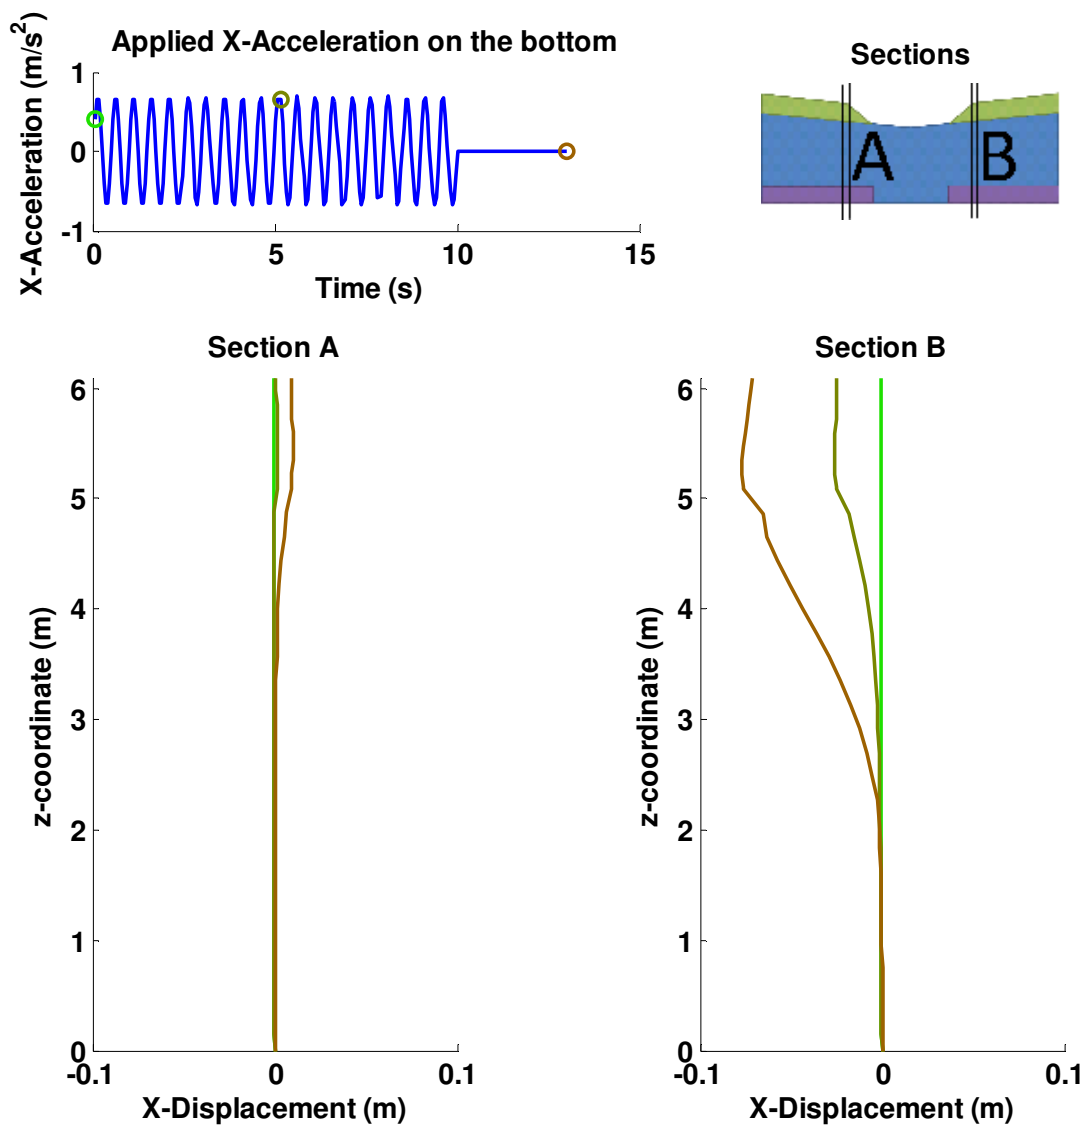 Applied X-Acceleration on the bottom
X-Acceleration (m/s²)
1
0
-1
0 5 10 15
Time (s)
Sections
A B
Section A
z-coordinate (m)
6
5
4
3
2
1
0
-0.1 0 0.1
X-Displacement (m)
Section B
z-coordinate (m)
6
5
4
3
2
1
0
-0.1 0 0.1
X-Displacement (m)